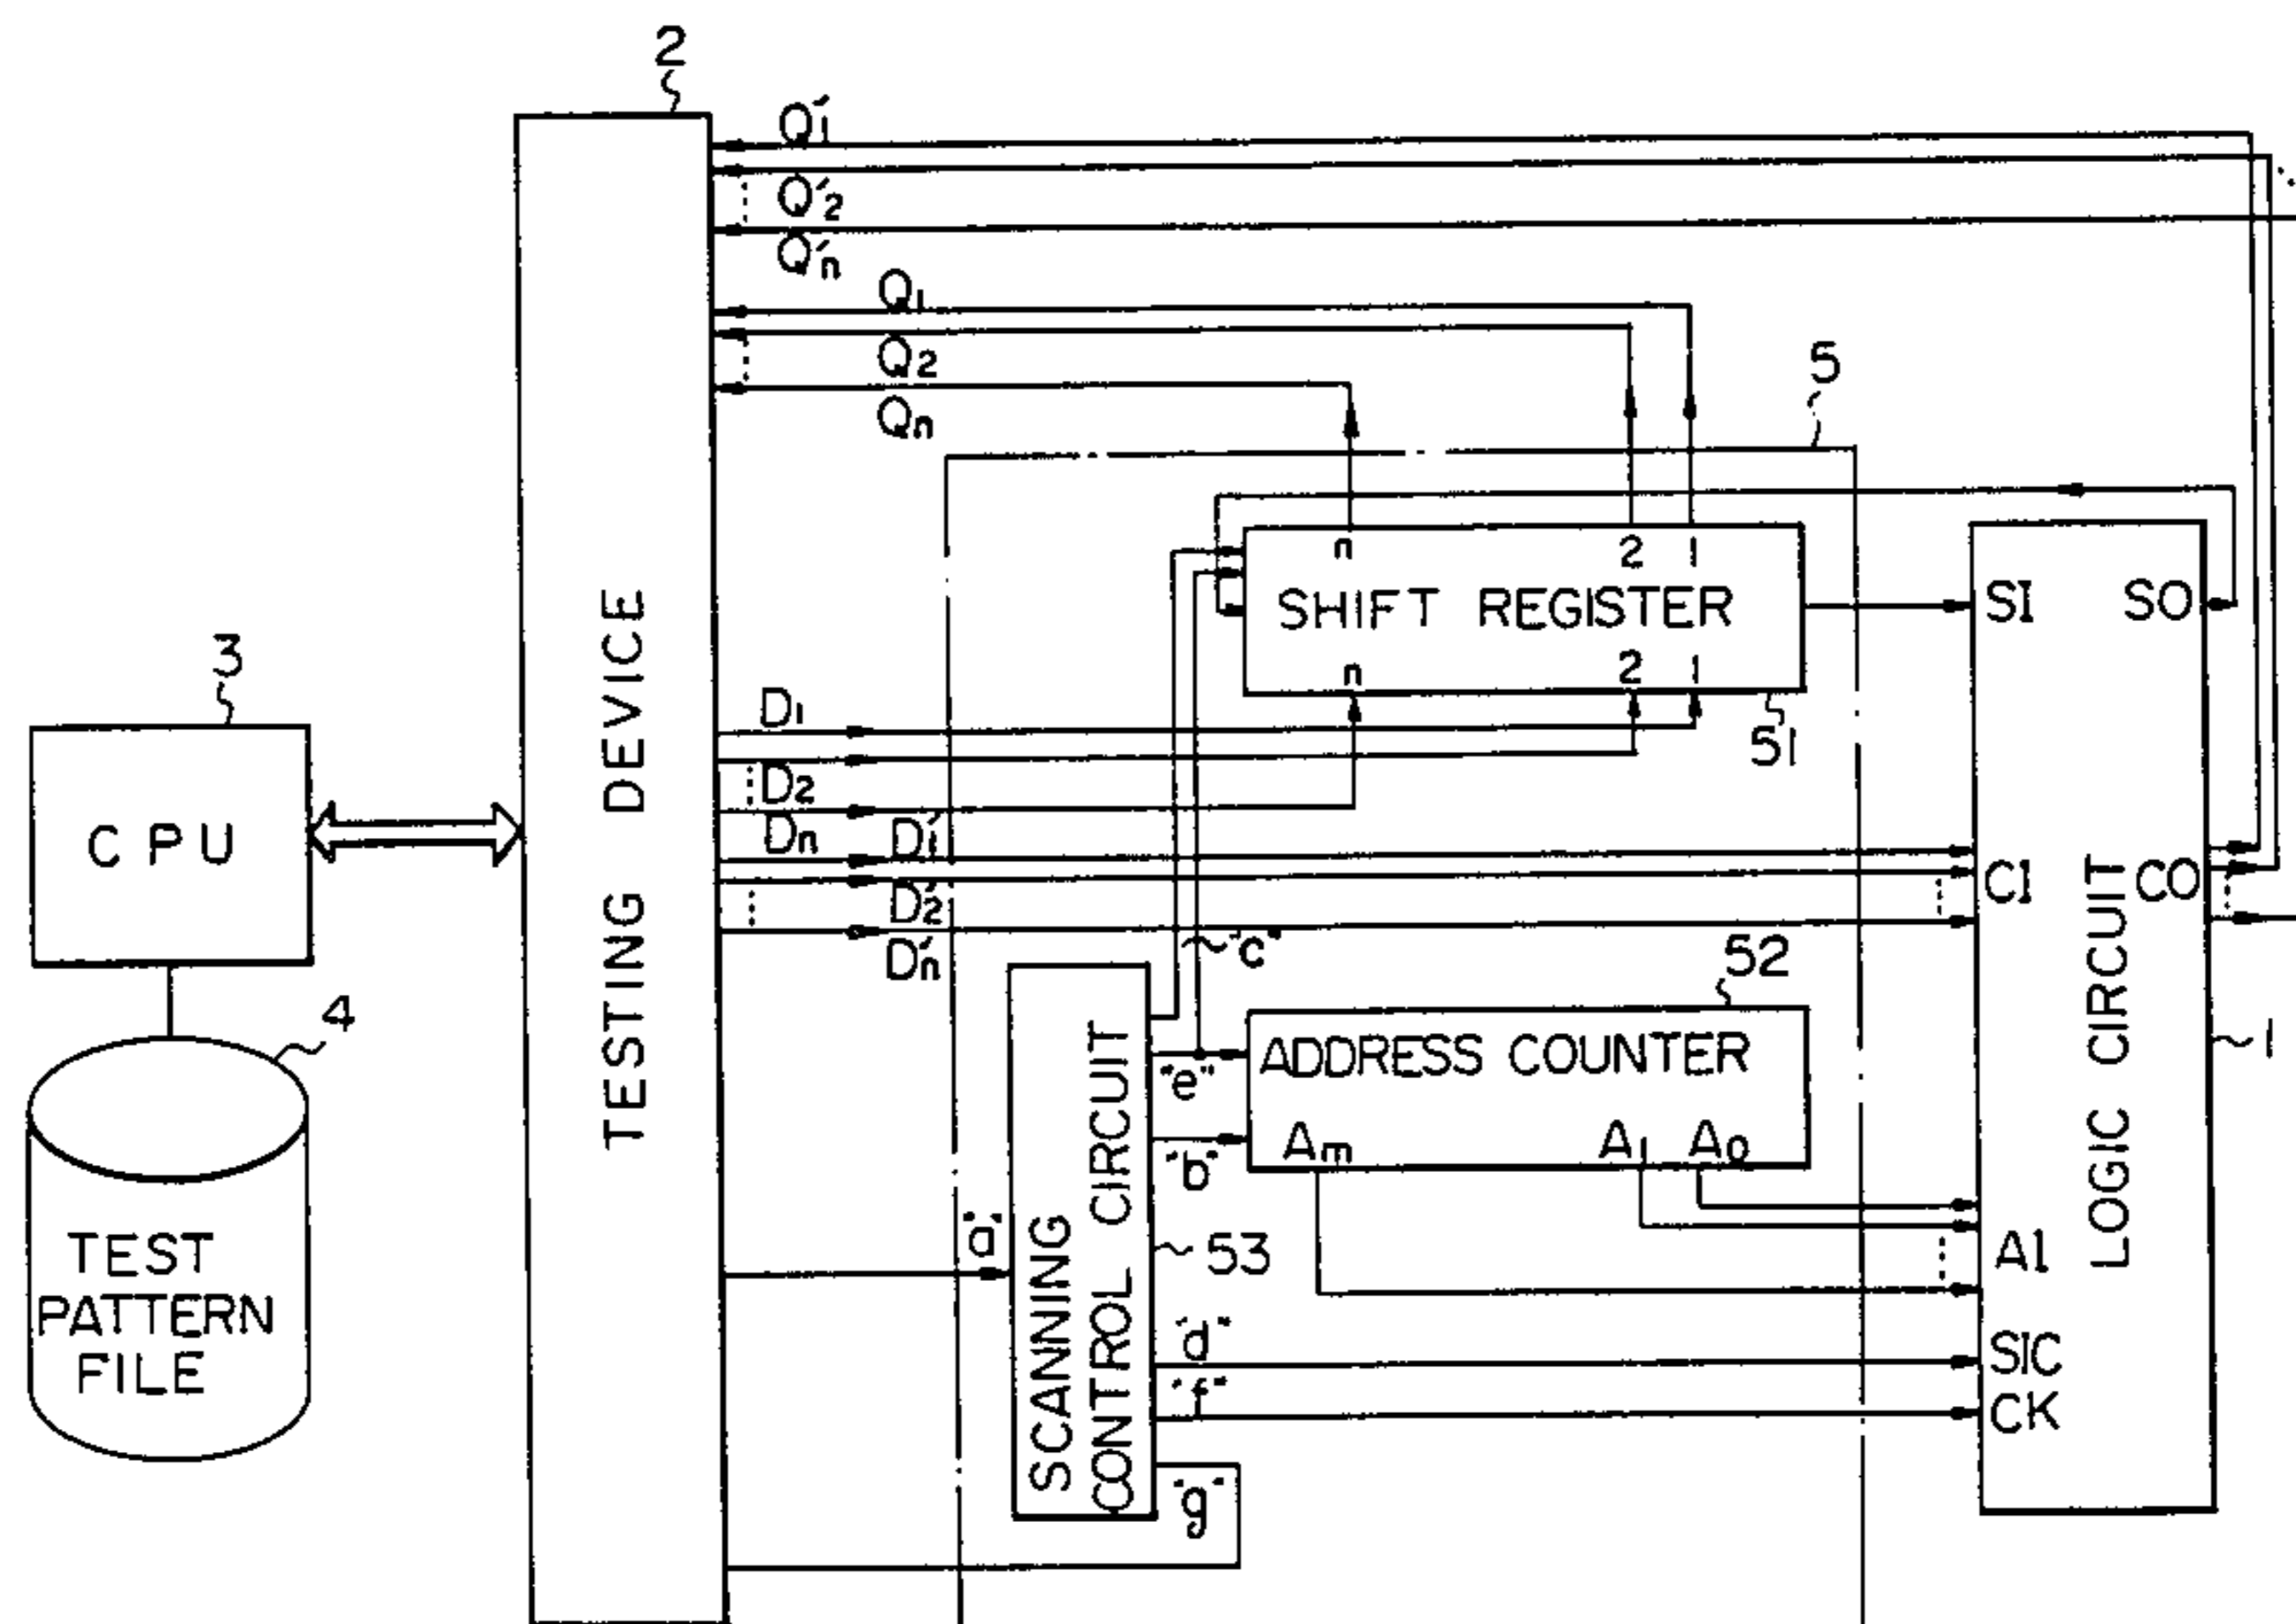 2
Q'1
Q'2
Q'n
Q1
Q2
Qn
5
n 2 1
SHIFT REGISTER
n 2 1
51
SI SO
3
CPU
4
TEST
PATTERN
FILE
TESTING DEVICE
D1
D2
Dn
D'1
D'2
D'n
"c"
CI CO
52
ADDRESS COUNTER
Am A1 A0
"e"
"b"
"a"
SCANNING
CONTROL CIRCUIT
53
"d"
"f"
"g"
LOGIC CIRCUIT
1
AI
SIC
CK